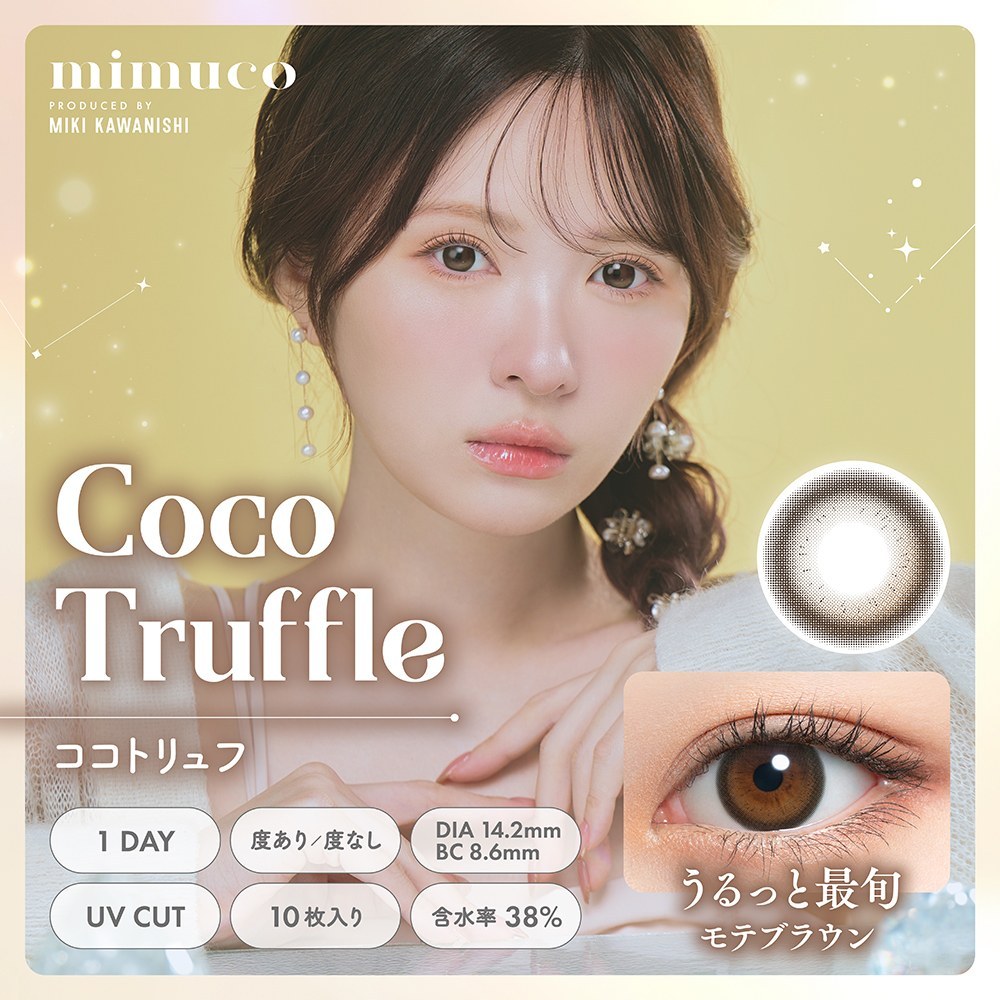 mimuco
PRODUCED BY
MIKI KAWANISHI
Coco
Truffle
ココトリュフ
1 DAY
度あり/度なし
DIA 14.2mm
BC 8.6mm
UV CUT
10枚入り
含水率 38%
うるっと最旬
モテブラウン